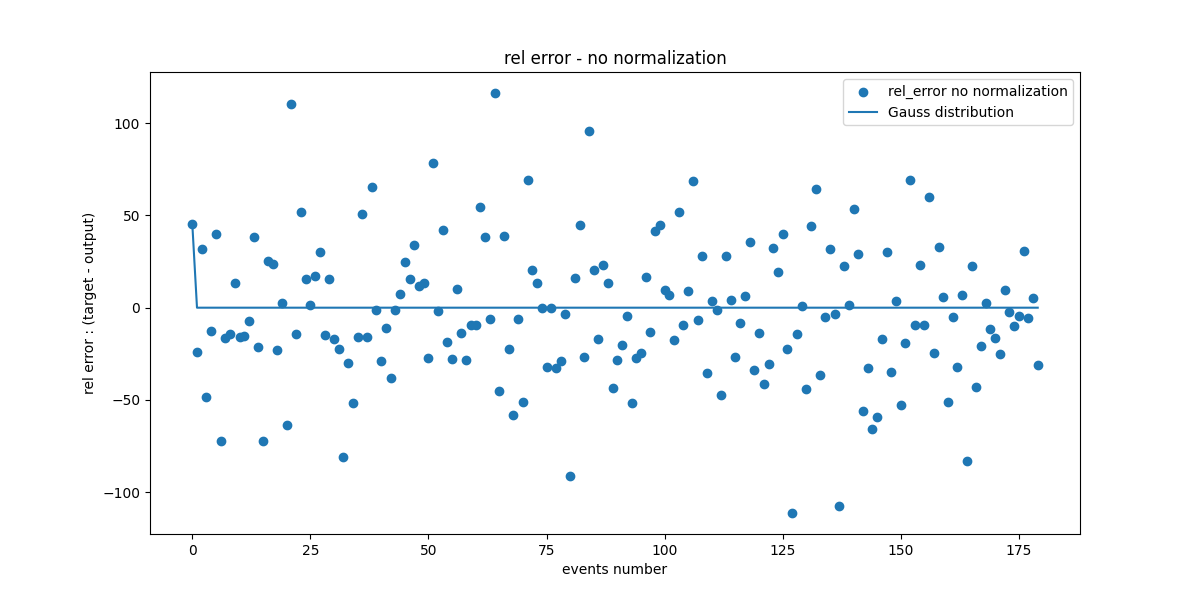 rel error - no normalization
rel_error no normalization
Gauss distribution
rel error : (target - output)
100
50
0
−50
−100
0 25 50 75 100 125 150 175
events number